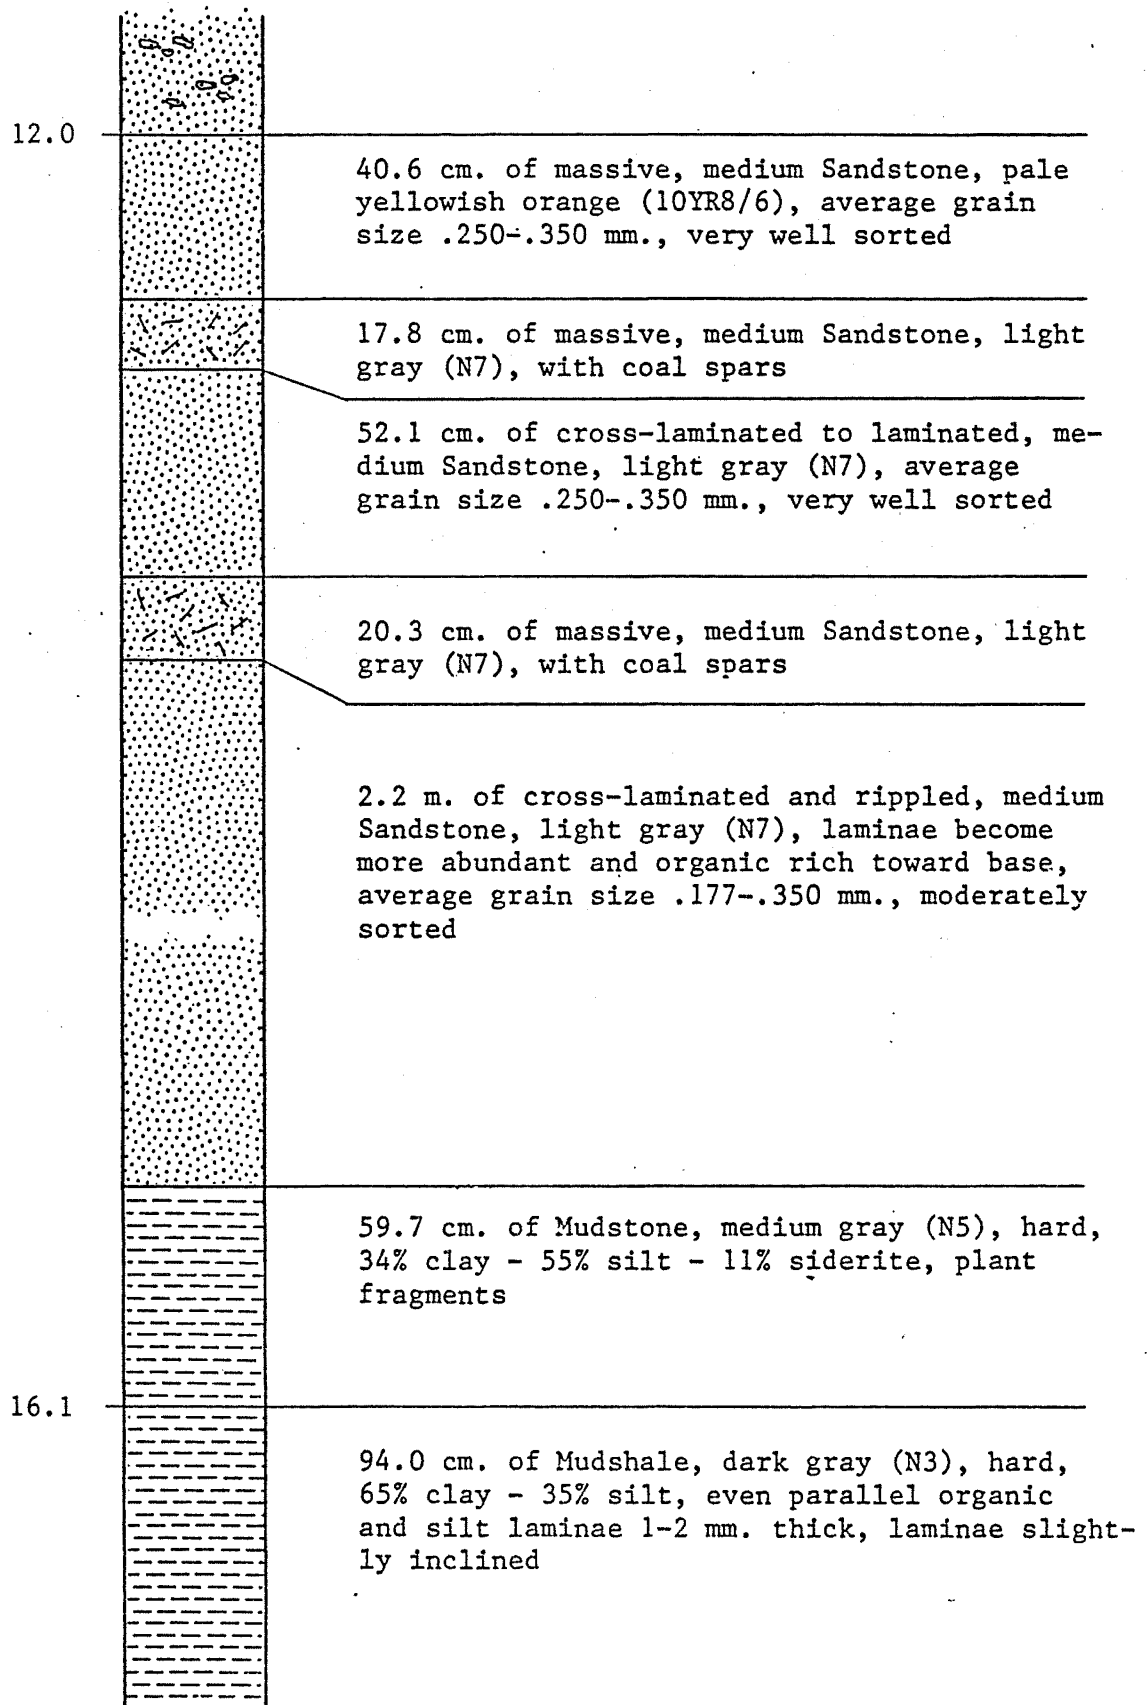 12.0
40.6 cm. of massive, medium Sandstone, pale
yellowish orange (10YR8/6), average grain
size .250-.350 mm., very well sorted
17.8 cm. of massive, medium Sandstone, light
gray (N7), with coal spars
52.1 cm. of cross-laminated to laminated, me-
dium Sandstone, light gray (N7), average
grain size .250-.350 mm., very well sorted
20.3 cm. of massive, medium Sandstone, light
gray (N7), with coal spars
2.2 m. of cross-laminated and rippled, medium
Sandstone, light gray (N7), laminae become
more abundant and organic rich toward base,
average grain size .177-.350 mm., moderately
sorted
59.7 cm. of Mudstone, medium gray (N5), hard,
34% clay - 55% silt - 11% siderite, plant
fragments
16.1
94.0 cm. of Mudshale, dark gray (N3), hard,
65% clay - 35% silt, even parallel organic
and silt laminae 1-2 mm. thick, laminae slight-
ly inclined